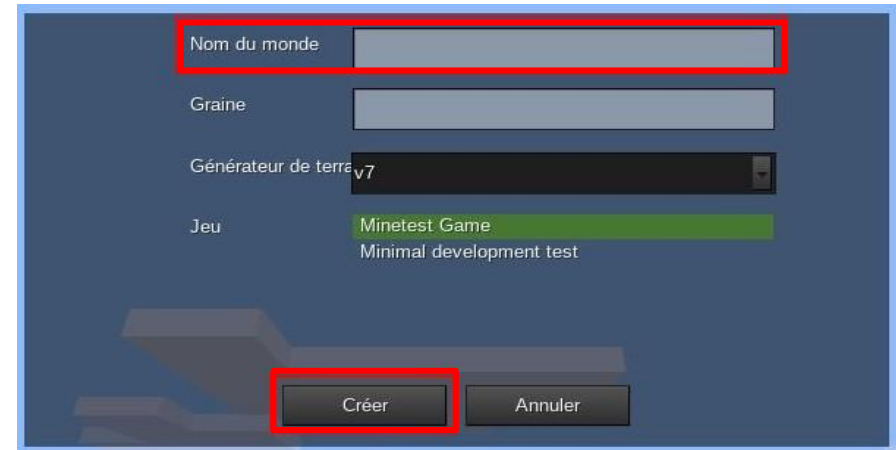 Nom du monde
Graine
Générateur de terra
v7
Jeu
Minetest Game
Minimal development test
Créer
Annuler